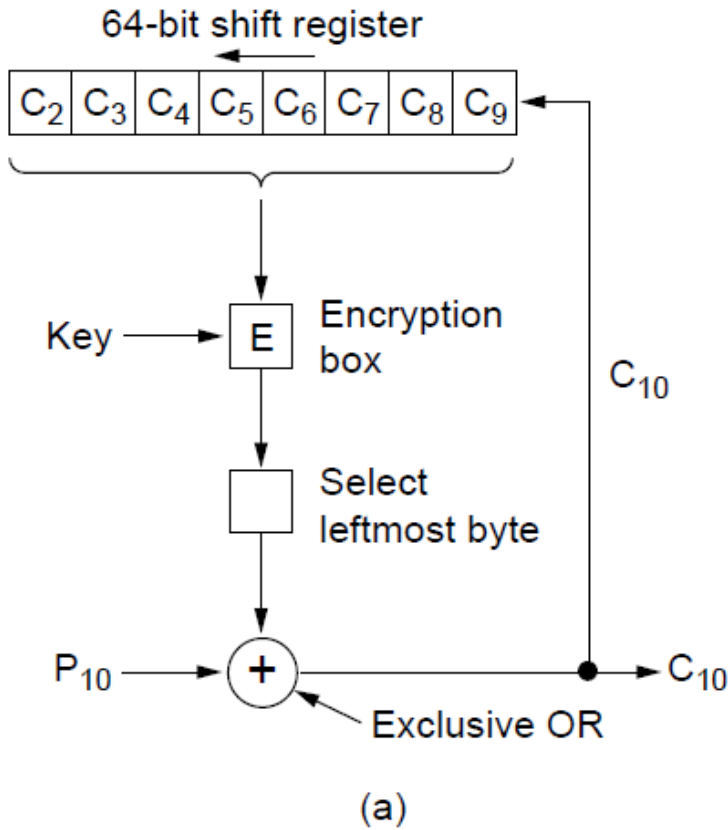 64-bit shift register
C₂ C₃ C₄ C₅ C₆ C₇ C₈ C₉
Key
E
Encryption
box
C₁₀
Select
leftmost byte
P₁₀
+
C₁₀
Exclusive OR
(a)